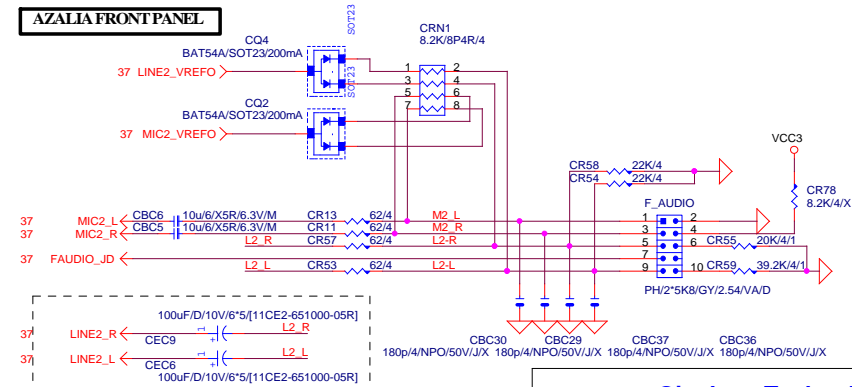 AZALIA FRONT PANEL
SOT23
CQ4
BAT54A/SOT23/200mA
CRN1
8.2K/8P4R/4
37 LINE2_VREFO
1 2
3 4
5 6
7 8
SOT23
CQ2
BAT54A/SOT23/200mA
37 MIC2_VREFO
VCC3
CR58 22K/4
CR54 22K/4
CR78
8.2K/4/X
F_AUDIO
37 MIC2_L CBC6 10u/6/X5R/6.3V/M CR13 62/4 M2_L 1 2
37 MIC2_R CBC5 10u/6/X5R/6.3V/M CR11 62/4 M2_R 3 4
L2_R CR57 62/4 L2-R 5 6 CR55 20K/4/1
37 FAUDIO_JD 7
L2_L CR53 62/4 L2-L 9 10 CR59 39.2K/4/1
PH/2*5K8/GY/2.54/VA/D
100uF/D/10V/6*5/[11CE2-651000-05R]
37 LINE2_R CEC9 1 + L2_R
37 LINE2_L CEC6 1 + L2_L
100uF/D/10V/6*5/[11CE2-651000-05R]
CBC30 CBC29 CBC37 CBC36
180p/4/NPO/50V/J/X 180p/4/NPO/50V/J/X 180p/4/NPO/50V/J/X 180p/4/NPO/50V/J/X